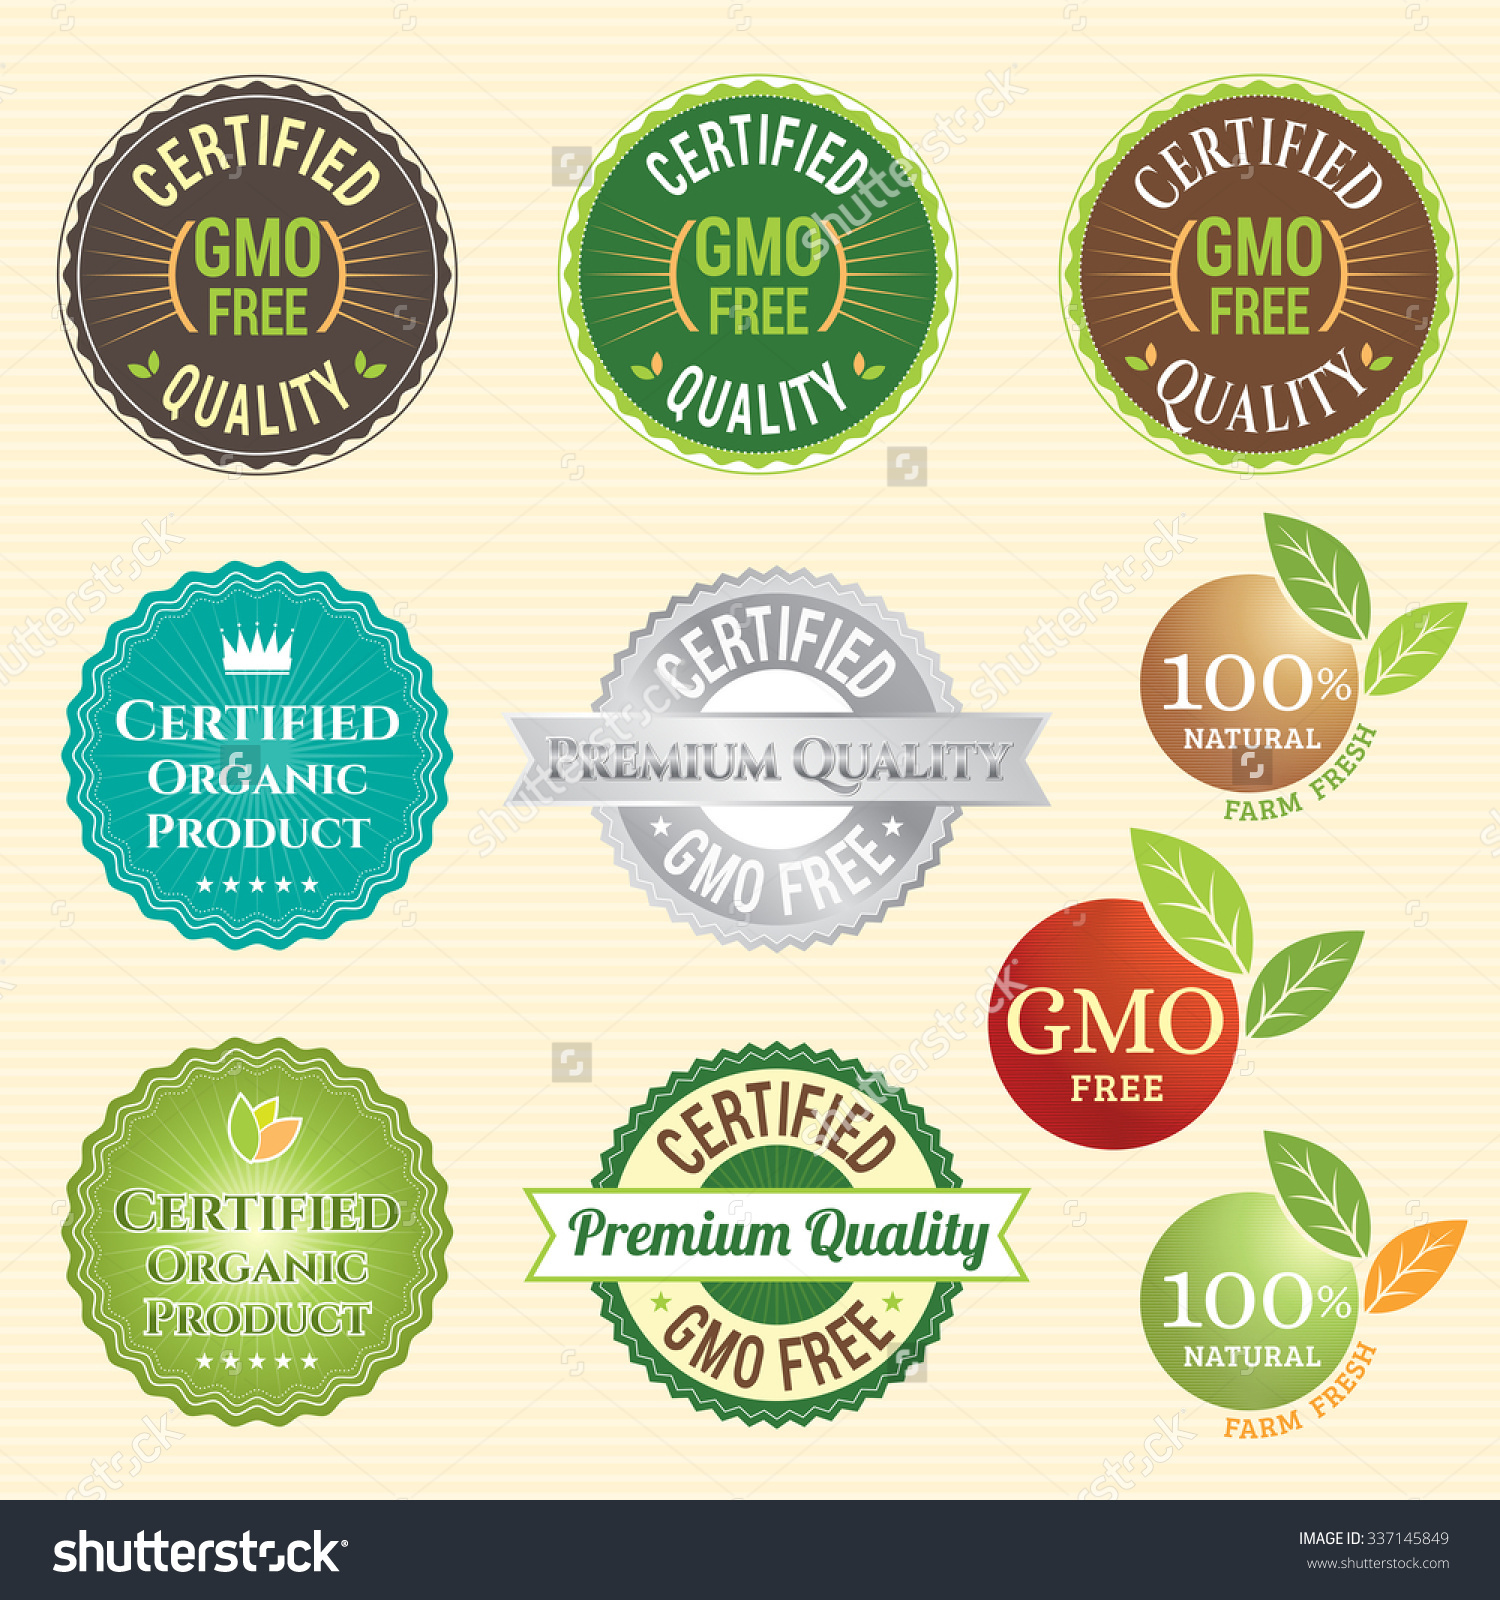 CERTIFIED
GMO
FREE
QUALITY
CERTIFIED
GMO
FREE
QUALITY
CERTIFIED
GMO
FREE
QUALITY
CERTIFIED
ORGANIC
PRODUCT
CERTIFIED
PREMIUM QUALITY
GMO FREE
100%
NATURAL
FARM FRESH
GMO
FREE
CERTIFIED
ORGANIC
PRODUCT
CERTIFIED
Premium Quality
GMO FREE
100%
NATURAL
FARM FRESH
shutterstock
IMAGE ID: 337145849
www.shutterstock.com